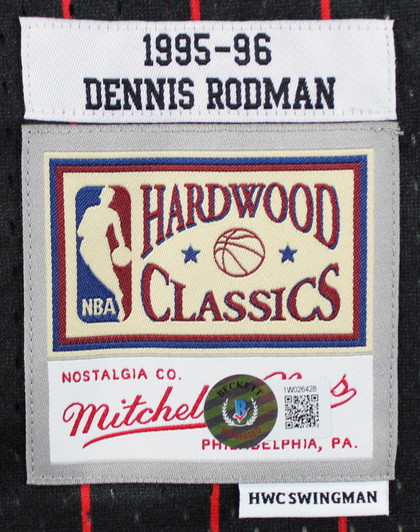 1995-96
DENNIS RODMAN
HARDWOOD
NBA
CLASSICS
NOSTALGIA CO.
BECKETT
1W026428
PHILADELPHIA, PA.
HWC SWINGMAN